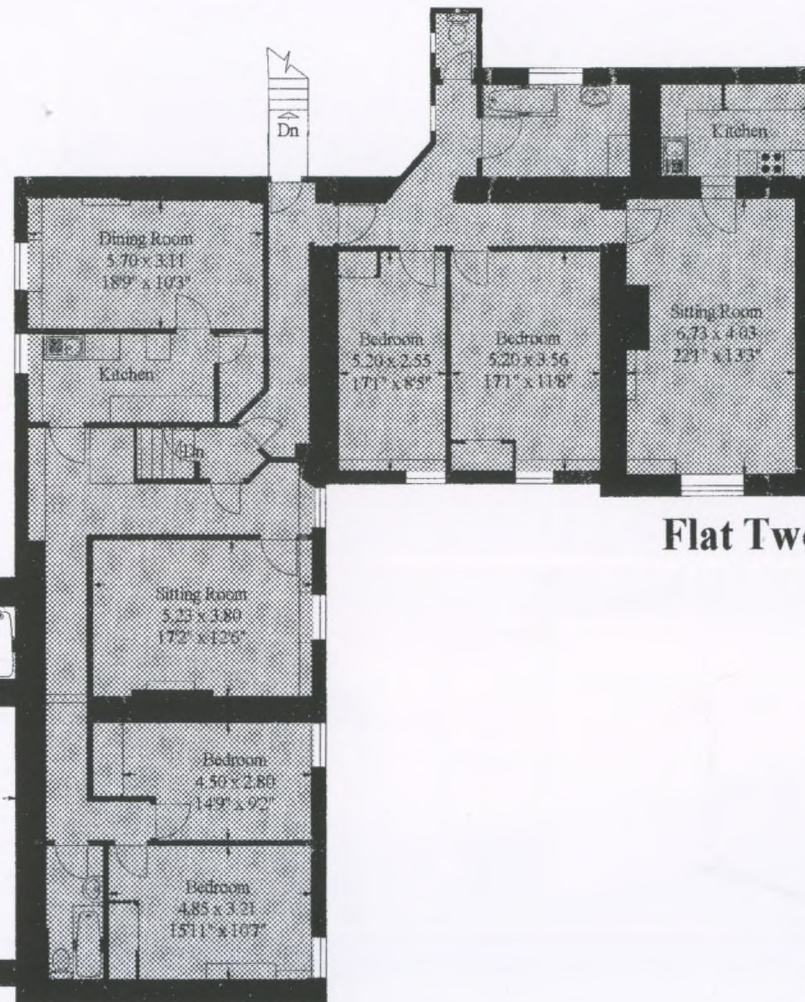 Dn
Kitchen
Dining Room
5.70 x 3.11
18'9" x 10'3"
Kitchen
Dn
Bedroom
5.20 x 2.55
17'1" x 8'5"
Bedroom
5.20 x 3.56
17'1" x 11'8"
Sitting Room
6.73 x 4.03
22'1" x 13'3"
Flat Two
Sitting Room
5.23 x 3.80
17'2" x 12'6"
Bedroom
4.50 x 2.80
14'9" x 9'2"
Bedroom
4.85 x 3.21
15'11" x 10'7"